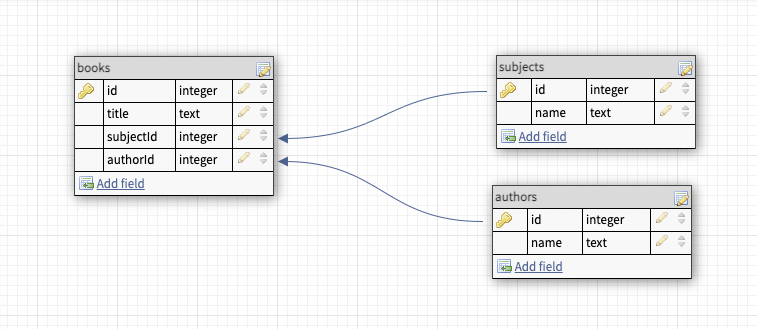 books
id integer
title text
subjectId integer
authorId integer
Add field
subjects
id integer
name text
Add field
authors
id integer
name text
Add field